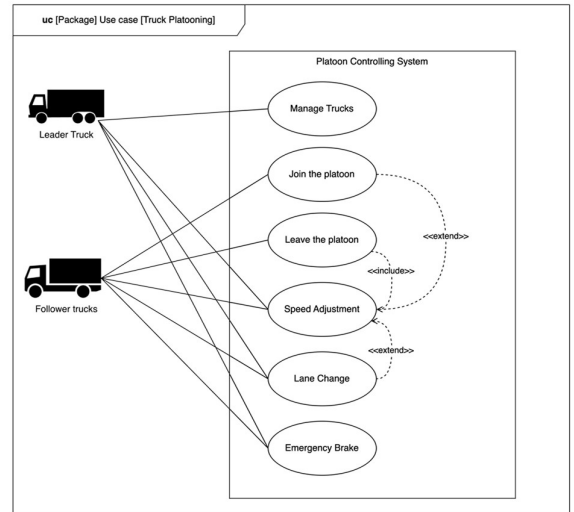 uc [Package] Use case [Truck Platooning]
Platoon Controlling System
Manage Trucks
Leader Truck
Join the platoon
Leave the platoon
<<extend>>
<<include>>
Follower trucks
Speed Adjustment
<<extend>>
Lane Change
Emergency Brake